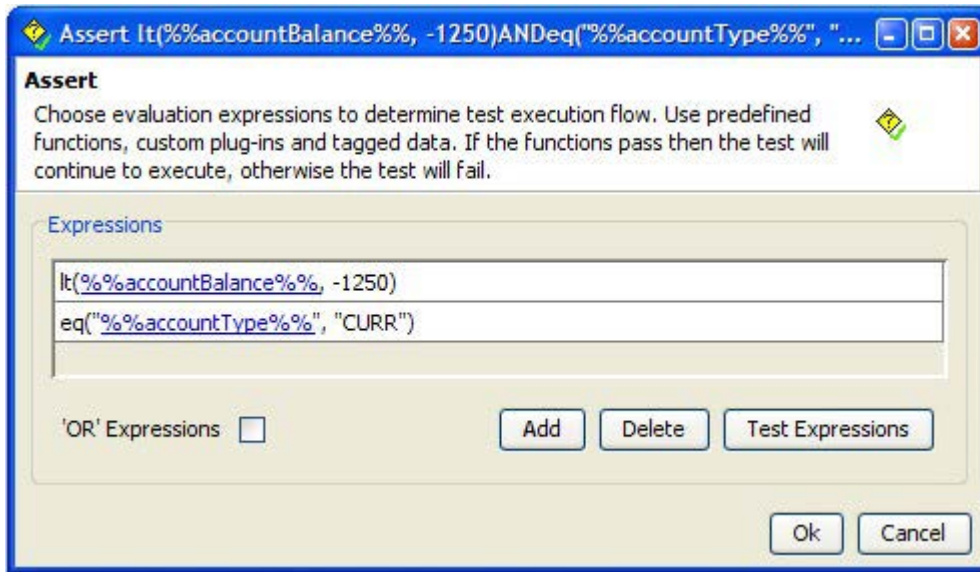 Assert lt(%%accountBalance%%, -1250)ANDeq("%%accountType%%", "...
Assert
Choose evaluation expressions to determine test execution flow. Use predefined
functions, custom plug-ins and tagged data. If the functions pass then the test will
continue to execute, otherwise the test will fail.
Expressions
lt(%%accountBalance%%, -1250)
eq("%%accountType%%", "CURR")
'OR' Expressions
Add
Delete
Test Expressions
Ok
Cancel